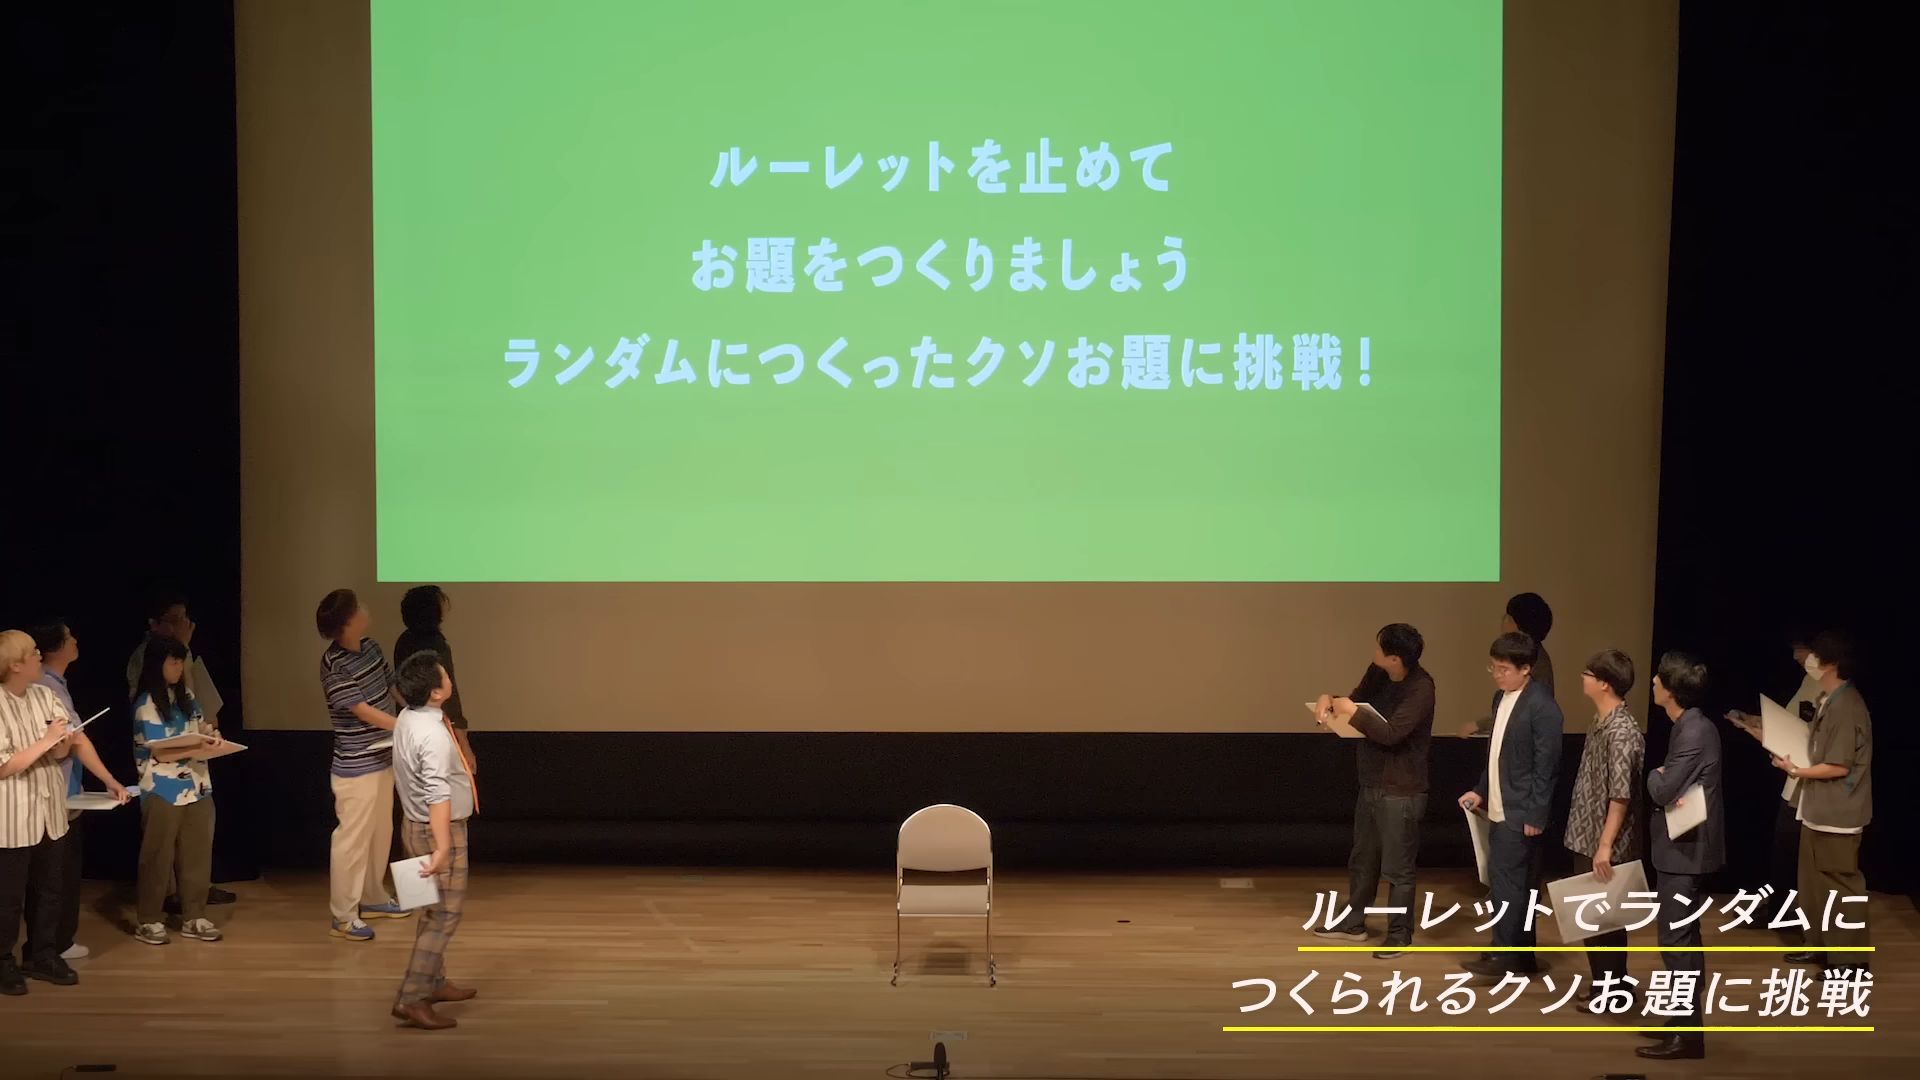 ルーレットを止めて
お題をつくりましょう
ランダムにつくったクソお題に挑戦！
ルーレットでランダムに
つくられるクソお題に挑戦